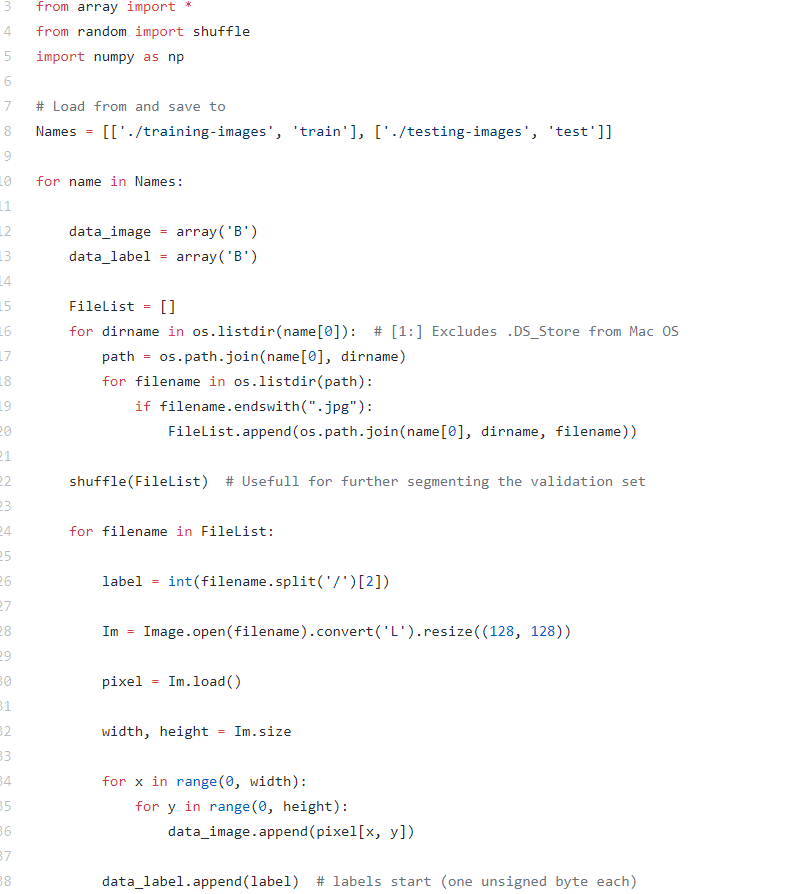 3 from array import *
4 from random import shuffle
5 import numpy as np
6
7 # Load from and save to
8 Names = [['./training-images', 'train'], ['./testing-images', 'test']]
9
10 for name in Names:
11
12 data_image = array('B')
13 data_label = array('B')
14
15 FileList = []
16 for dirname in os.listdir(name[0]):  # [1:] Excludes .DS_Store from Mac OS
17 path = os.path.join(name[0], dirname)
18 for filename in os.listdir(path):
19 if filename.endswith(".jpg"):
20 FileList.append(os.path.join(name[0], dirname, filename))
21
22 shuffle(FileList)  # Usefull for further segmenting the validation set
23
24 for filename in FileList:
25
26 label = int(filename.split('/')[2])
27
28 Im = Image.open(filename).convert('L').resize((128, 128))
29
30 pixel = Im.load()
31
32 width, height = Im.size
33
34 for x in range(0, width):
35 for y in range(0, height):
36 data_image.append(pixel[x, y])
37
38 data_label.append(label)  # labels start (one unsigned byte each)